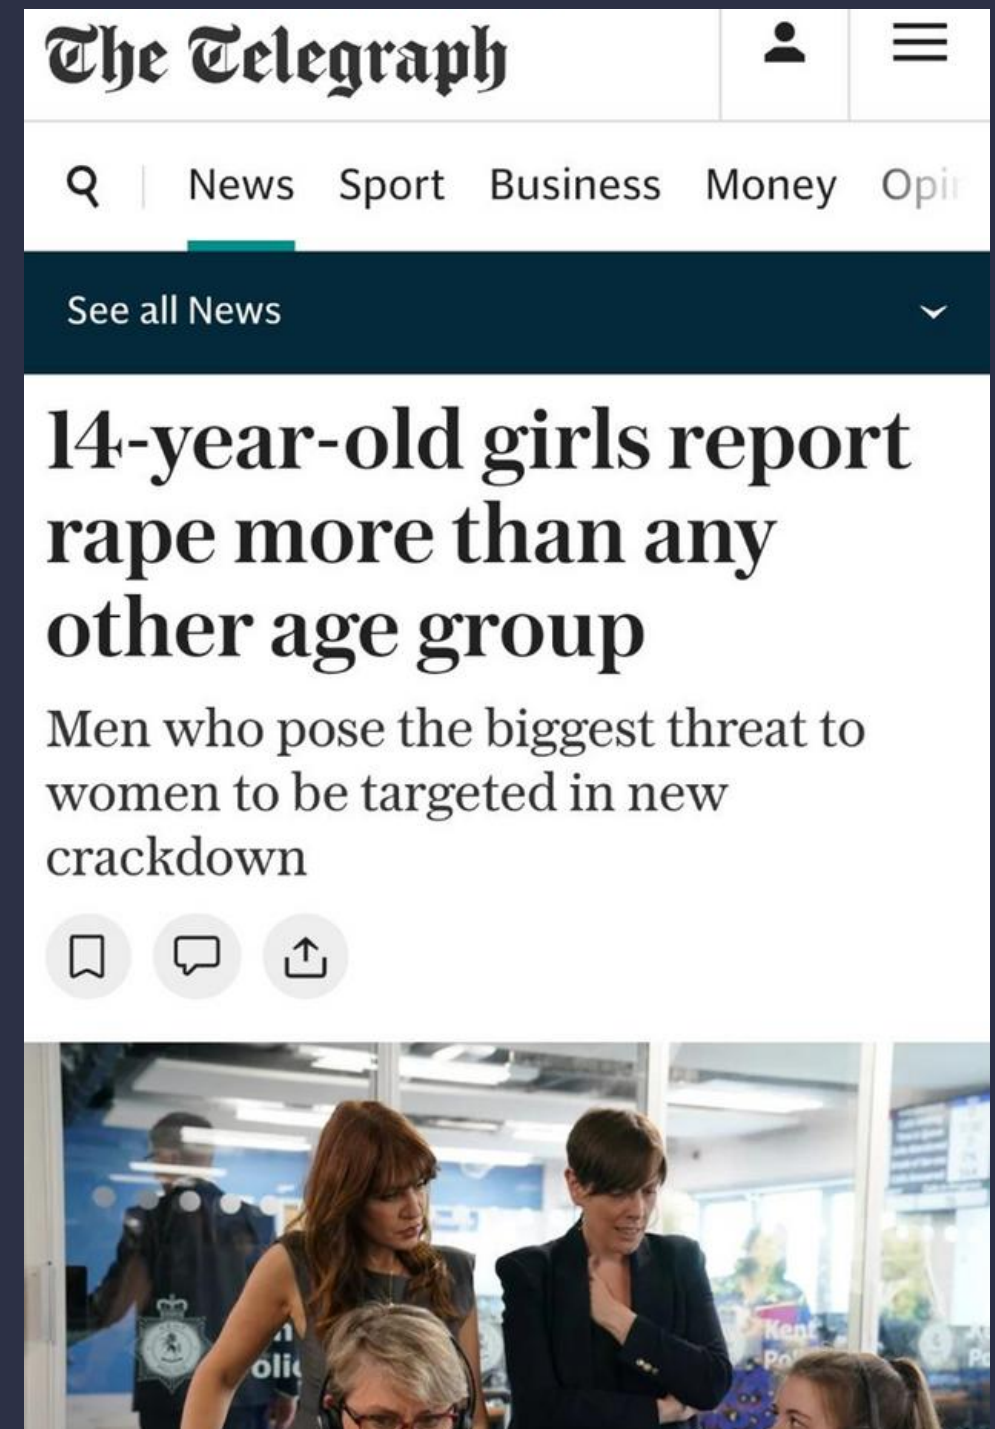 The Telegraph
News Sport Business Money
See all News
14-year-old girls report
rape more than any
other age group
Men who pose the biggest threat to
women to be targeted in new
crackdown
Kent